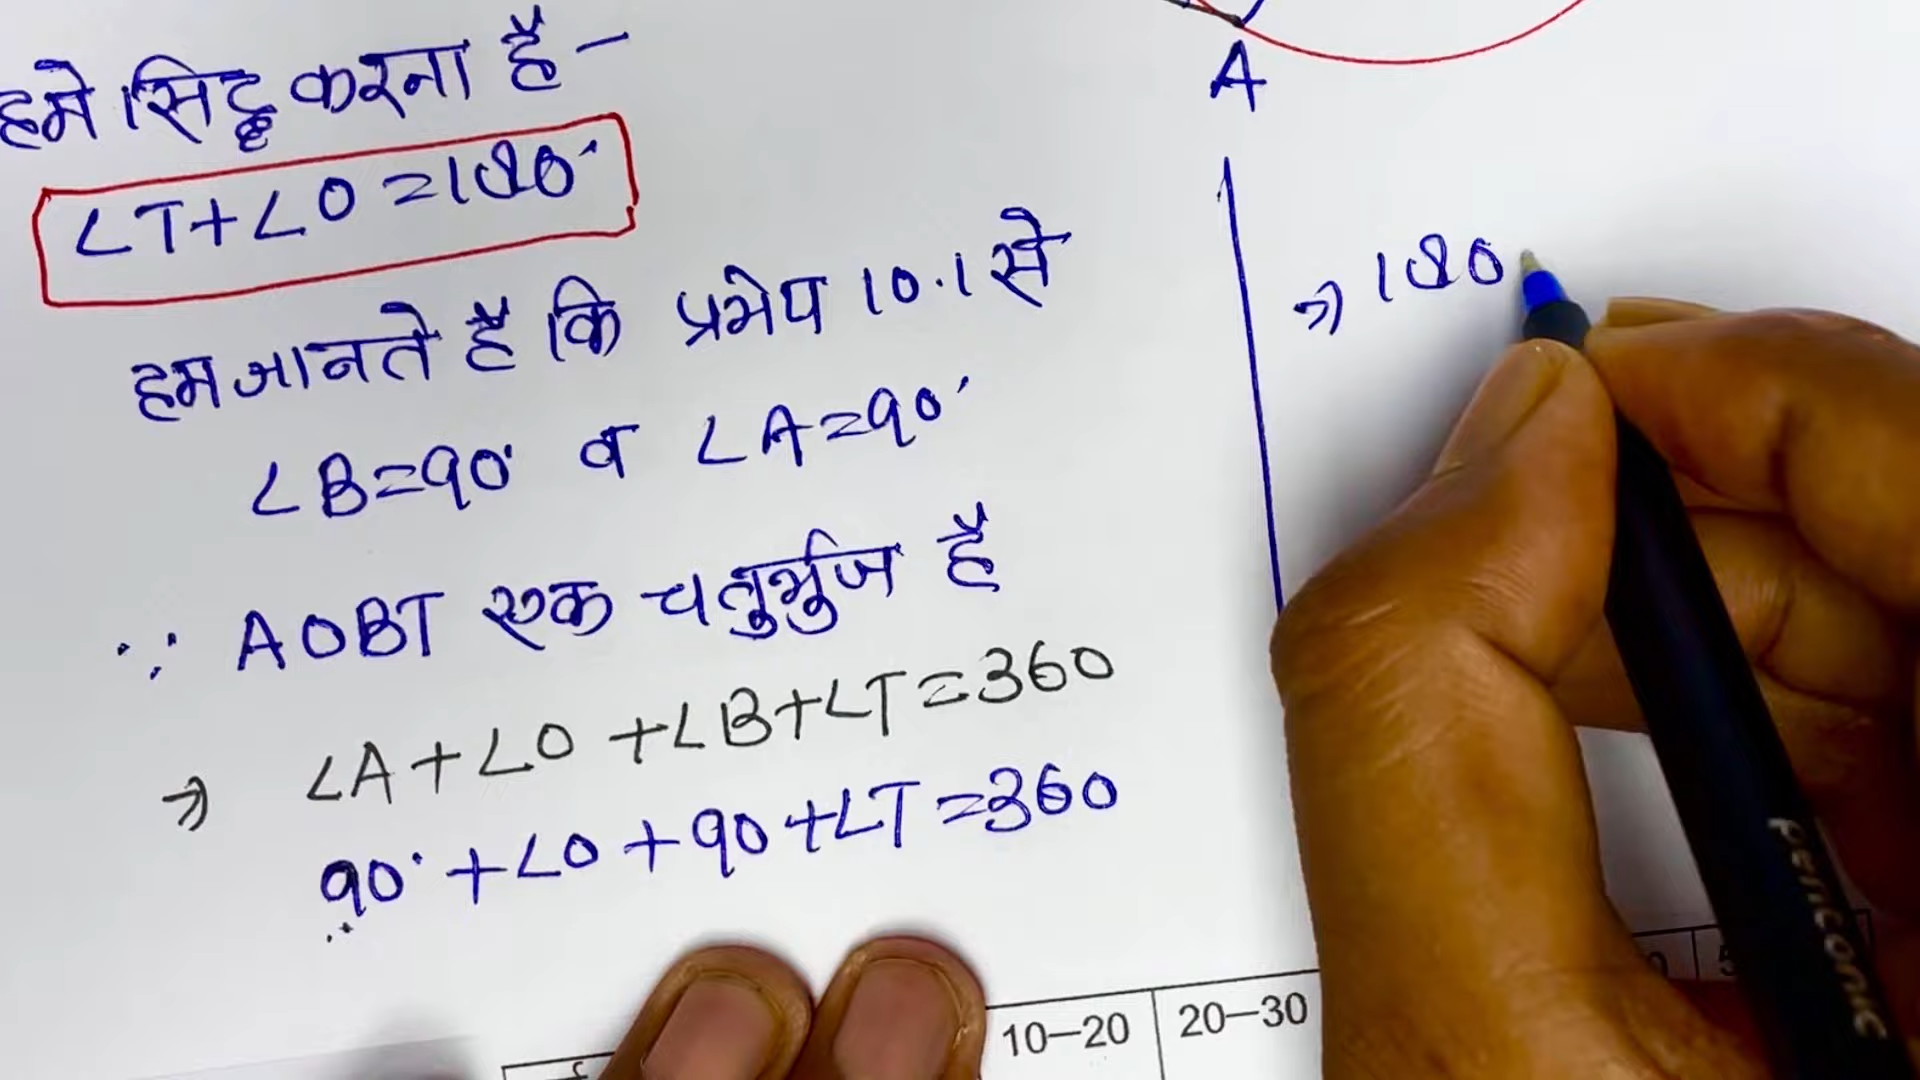 हमे सिद्ध करना है -
∠T+∠O=180°
हम जानते है कि प्रमेय 10.1 से
∠B=90° व ∠A=90°
∵ AOBT एक चतुर्भुज है
⇒ ∠A+∠O+∠B+∠T=360
90°+∠O+90+∠T=360
A
⇒ 180
Penconic
10–20 20–30